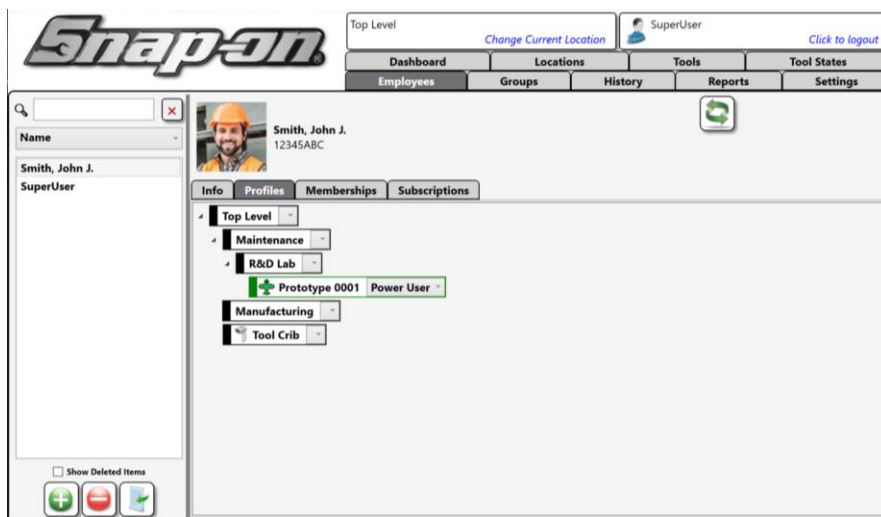 Snap-on
Top Level
Change Current Location
SuperUser
Click to logout
Dashboard Locations Tools Tool States
Employees Groups History Reports Settings
Name
Smith, John J.
SuperUser
Show Deleted Items
Smith, John J.
12345ABC
Info Profiles Memberships Subscriptions
Top Level
Maintenance
R&D Lab
Prototype 0001 Power User
Manufacturing
Tool Crib